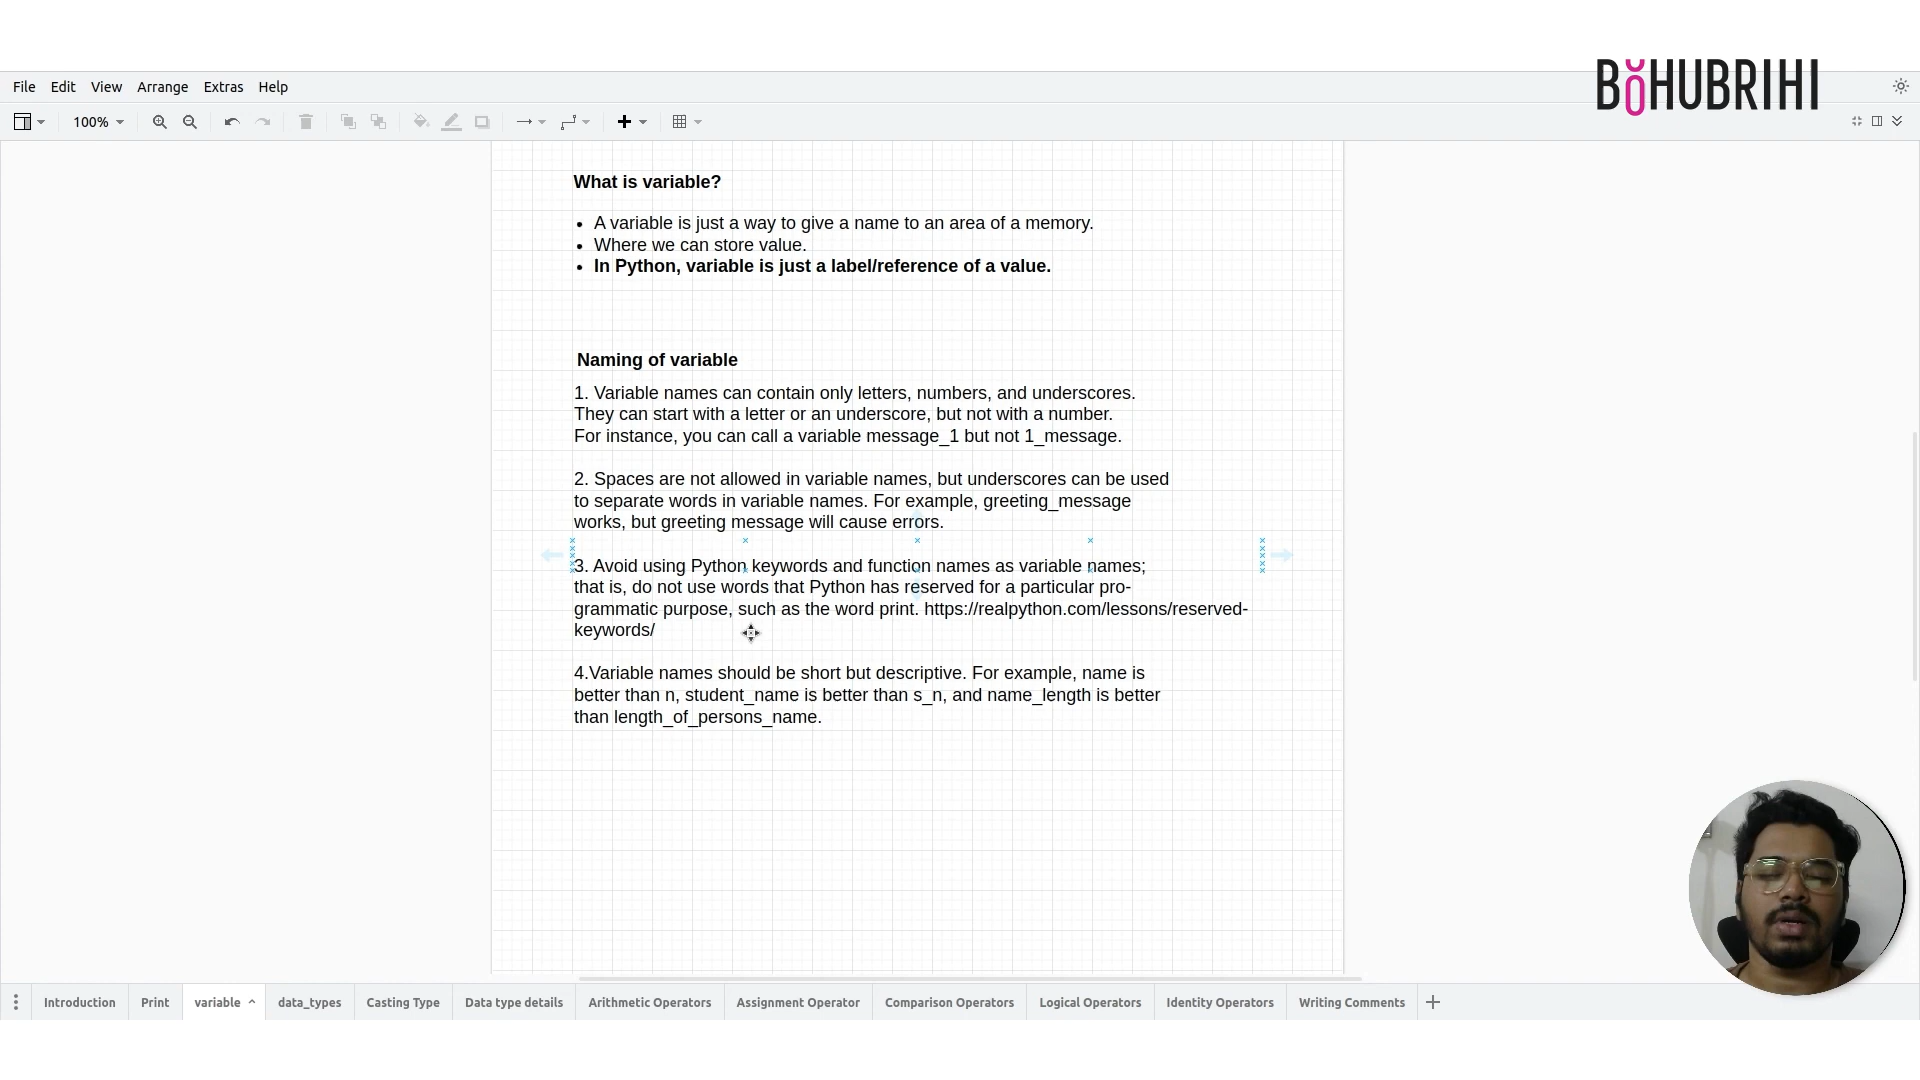 BOHUBRIHI
File Edit View Arrange Extras Help
100%
What is variable?
• A variable is just a way to give a name to an area of a memory.
• Where we can store value.
• In Python, variable is just a label/reference of a value.
Naming of variable
1. Variable names can contain only letters, numbers, and underscores.
They can start with a letter or an underscore, but not with a number.
For instance, you can call a variable message_1 but not 1_message.
2. Spaces are not allowed in variable names, but underscores can be used
to separate words in variable names. For example, greeting_message
works, but greeting message will cause errors.
3. Avoid using Python keywords and function names as variable names;
that is, do not use words that Python has reserved for a particular pro-
grammatic purpose, such as the word print. https://realpython.com/lessons/reserved-
keywords/
4.Variable names should be short but descriptive. For example, name is
better than n, student_name is better than s_n, and name_length is better
than length_of_persons_name.
Introduction Print variable data_types Casting Type Data type details Arithmetic Operators Assignment Operator Comparison Operators Logical Operators Identity Operators Writing Comments